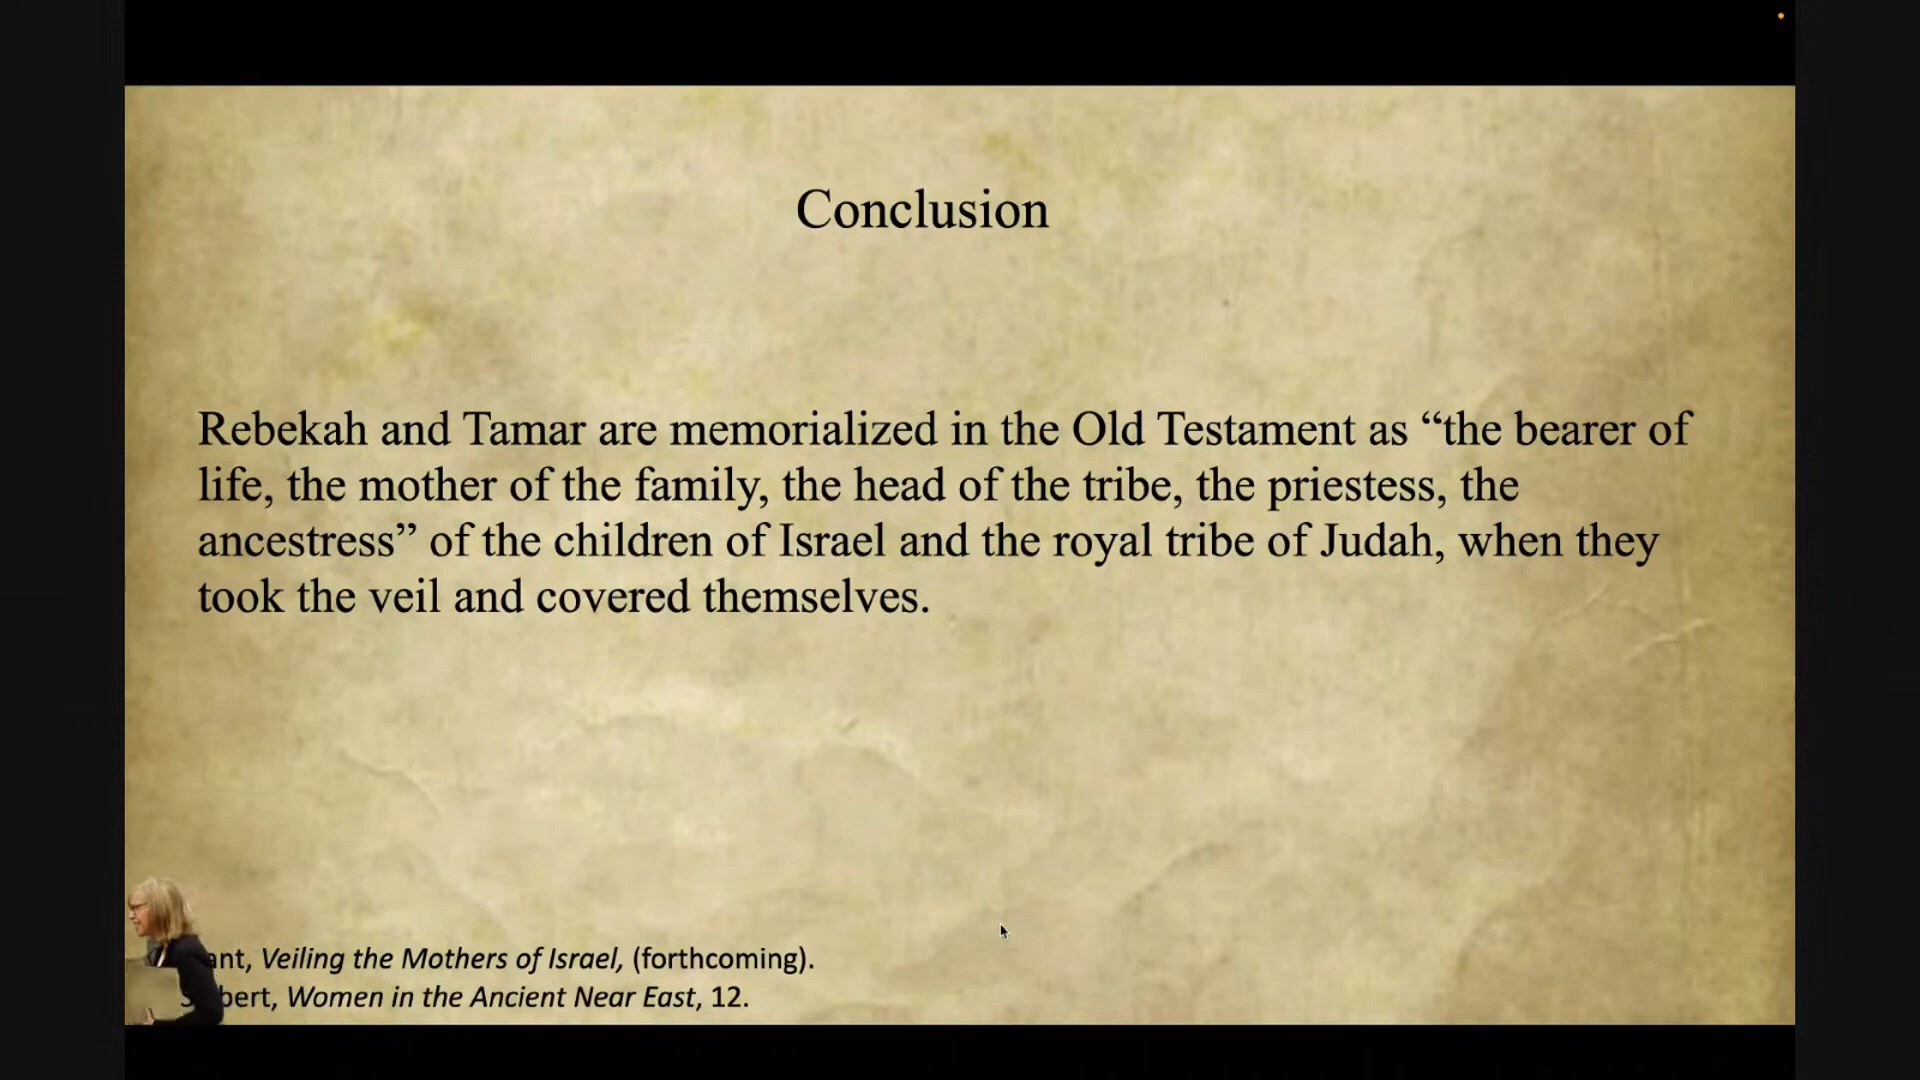 Conclusion
Rebekah and Tamar are memorialized in the Old Testament as “the bearer of
life, the mother of the family, the head of the tribe, the priestess, the
ancestress” of the children of Israel and the royal tribe of Judah, when they
took the veil and covered themselves.
Veiling the Mothers of Israel, (forthcoming).
Women in the Ancient Near East, 12.